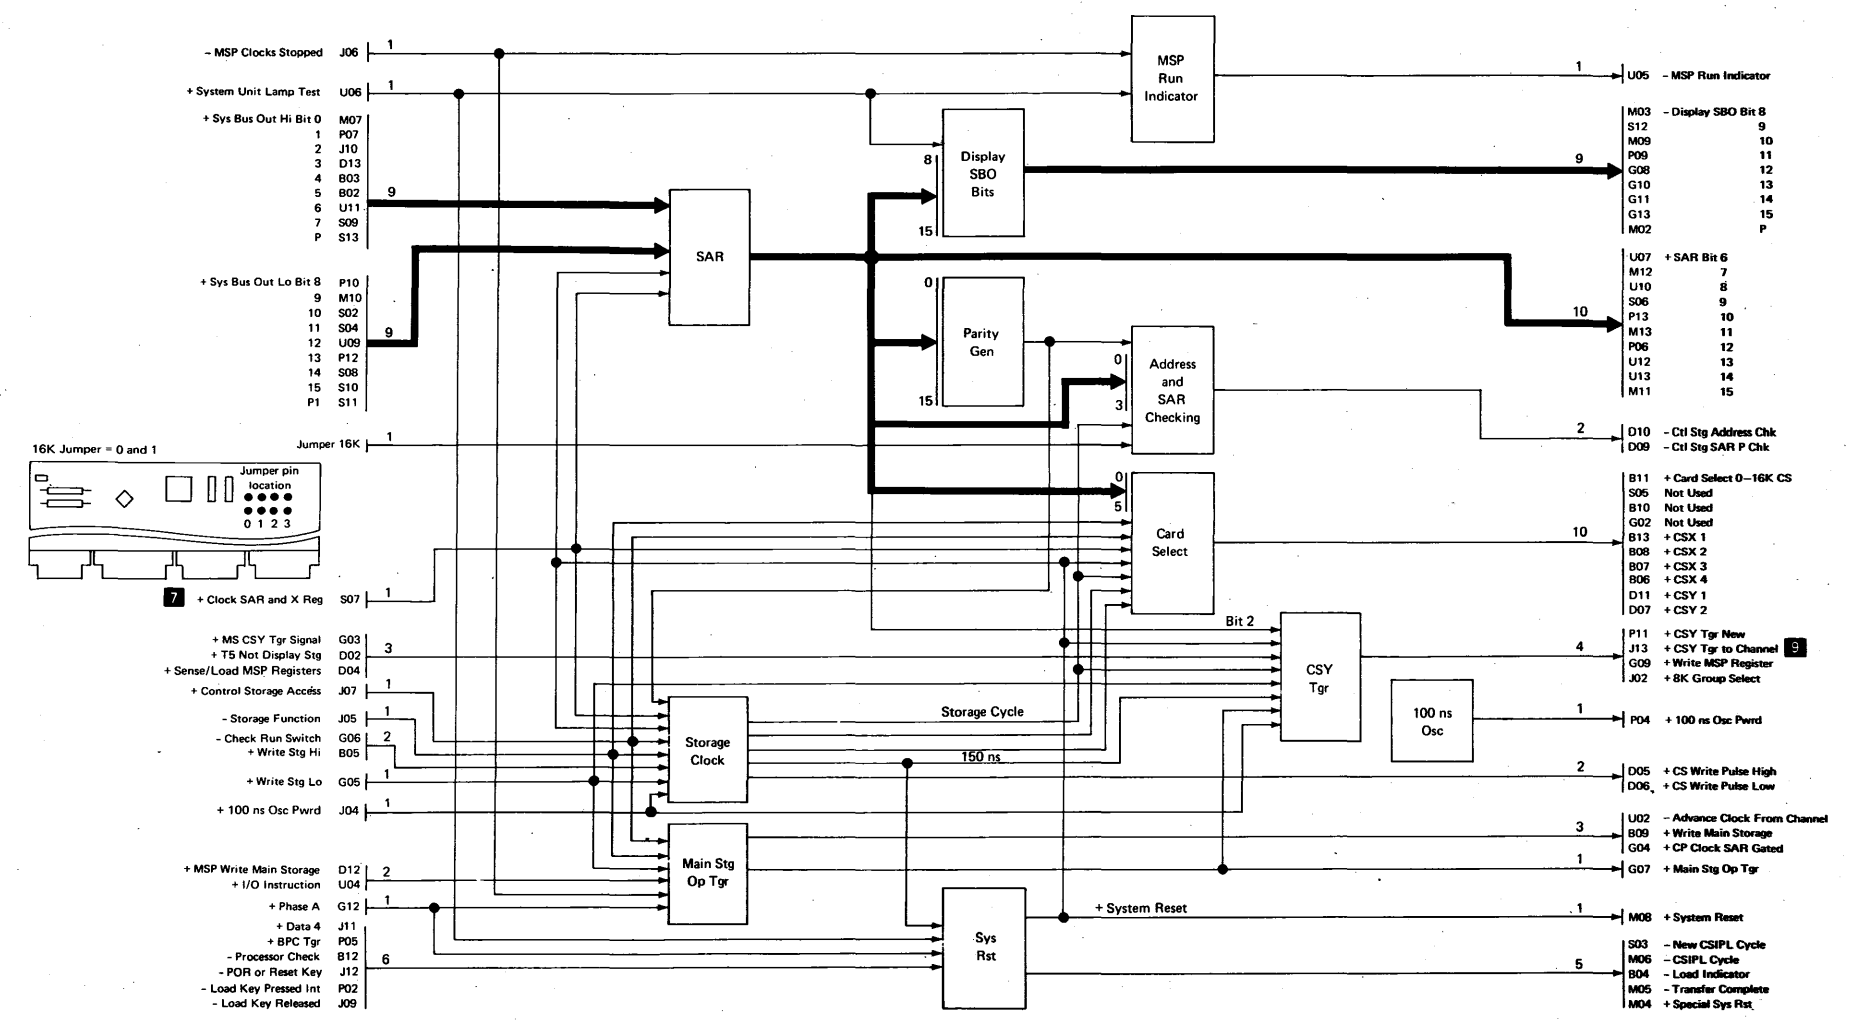 - MSP Clocks Stopped J06 1
+ System Unit Lamp Test U06 1
+ Sys Bus Out Hi Bit 0 M07
1 P07
2 J10
3 D13
4 B03
5 B02 9
6 U11
7 S09
P S13
+ Sys Bus Out Lo Bit 8 P10
9 M10
10 S02
11 S04
12 U09 9
13 P12
14 S08
15 S10
P1 S11
Jumper 16K 1
16K Jumper = 0 and 1
Jumper pin
location
0 1 2 3
7 + Clock SAR and X Reg S07 1
+ MS CSY Tgr Signal G03
+ T5 Not Display Stg D02 3
+ Sense/Load MSP Registers D04
+ Control Storage Access J07 1
- Storage Function J05 1
- Check Run Switch G06 2
+ Write Stg Hi B05
+ Write Stg Lo G05 1
+ 100 ns Osc Pwrd J04 1
+ MSP Write Main Storage D12 2
+ I/O Instruction U04
+ Phase A G12 1
+ Data 4 J11
+ BPC Tgr P05
- Processor Check B12 6
- POR or Reset Key J12
- Load Key Pressed Int P02
- Load Key Released J09
SAR
MSP
Run
Indicator
8
Display
SBO
Bits
15
0
Parity
Gen
15
0
3
Address
and
SAR
Checking
0
5
Card
Select
Bit 2
CSY
Tgr
100 ns
Osc
Storage
Clock
Storage Cycle
150 ns
Main Stg
Op Tgr
Sys
Rst
+ System Reset
1 U05 - MSP Run Indicator
M03 - Display SBO Bit 8
S12 9
M09 10
9 P09 11
G08 12
G10 13
G11 14
G13 15
M02 P
U07 + SAR Bit 6
M12 7
U10 8
S06 9
10 P13 10
M13 11
P06 12
U12 13
U13 14
M11 15
2 D10 - Ctl Stg Address Chk
D09 - Ctl Stg SAR P Chk
B11 + Card Select 0-16K CS
S05 Not Used
B10 Not Used
G02 Not Used
10 B13 + CSX 1
B08 + CSX 2
B07 + CSX 3
B06 + CSX 4
D11 + CSY 1
D07 + CSY 2
P11 + CSY Tgr New
4 J13 + CSY Tgr to Channel 9
G09 + Write MSP Register
J02 + 8K Group Select
1 P04 + 100 ns Osc Pwrd
2 D05 + CS Write Pulse High
D06 + CS Write Pulse Low
U02 - Advance Clock From Channel
3 B09 + Write Main Storage
G04 + CP Clock SAR Gated
1 G07 + Main Stg Op Tgr
1 M08 + System Reset
S03 - New CSIPL Cycle
M06 - CSIPL Cycle
5 B04 - Load Indicator
M05 - Transfer Complete
M04 + Special Sys Rst